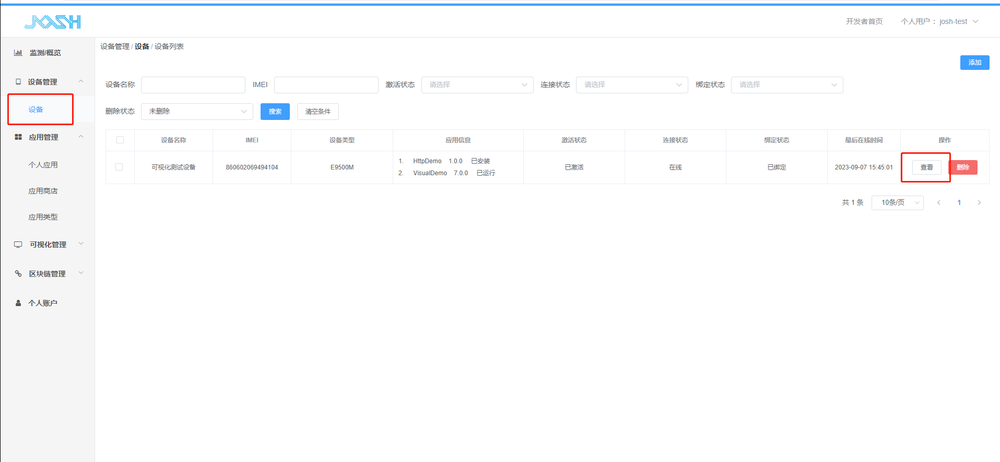 JOSH
开发者首页
个人用户： josh-test
监测/概览
设备管理
设备
应用管理
个人应用
应用商店
应用类型
可视化管理
区块链管理
个人账户
设备管理 / 设备 / 设备列表
添加
设备名称 IMEI 激活状态 请选择 连接状态 请选择 绑定状态 请选择
删除状态 未删除 搜索 清空条件
设备名称 IMEI 设备类型 应用信息 激活状态 连接状态 绑定状态 最后在线时间 操作
可视化测试设备 860602069494104 E9500M
1. HttpDemo 1.0.0 已安装
2. VisualDemo 7.0.0 已运行
已激活 在线 已绑定 2023-09-07 15:45:01 查看 删除
共 1 条 10条/页 1